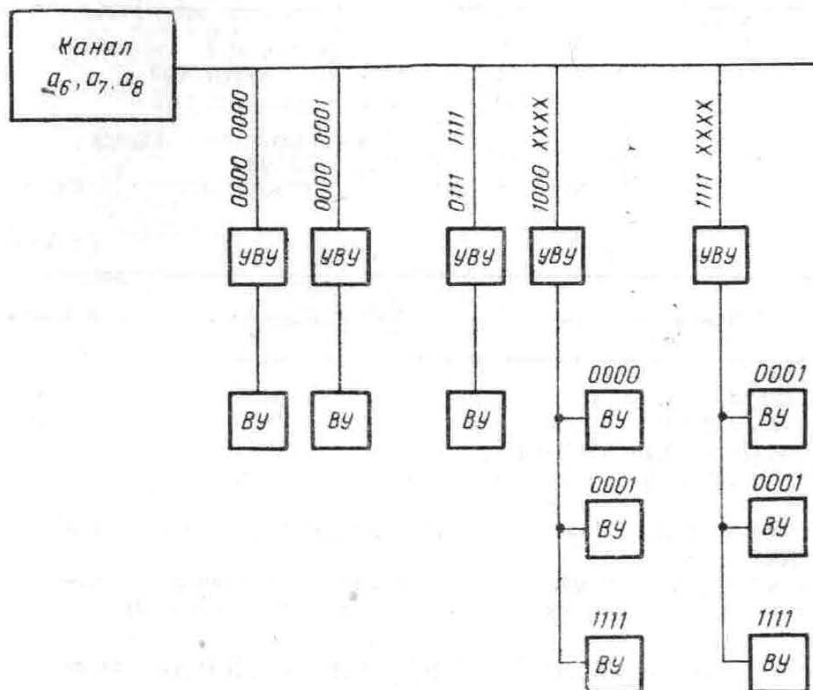 Канал
a6, a7, a8
0000 0000
0000 0001
0111 1111
1000 XXXX
1111 XXXX
УВУ
УВУ
УВУ
УВУ
УВУ
0000
0001
ВУ
ВУ
ВУ
ВУ
ВУ
0001
0001
ВУ
ВУ
1111
1111
ВУ
ВУ